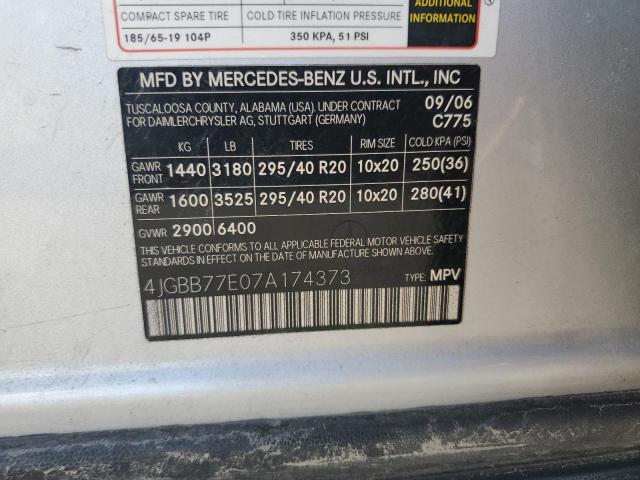 COMPACT SPARE TIRE COLD TIRE INFLATION PRESSURE
185/65-19 104P 350 KPA, 51 PSI
ADDITIONAL
INFORMATION
MFD BY MERCEDES-BENZ U.S. INTL., INC
TUSCALOOSA COUNTY, ALABAMA (USA). UNDER CONTRACT 09/06
FOR DAIMLERCHRYSLER AG, STUTTGART (GERMANY) C775
KG LB TIRES RIM SIZE COLD KPA (PSI)
GAWR FRONT 1440 3180 295/40 R20 10x20 250(36)
GAWR REAR 1600 3525 295/40 R20 10x20 280(41)
GVWR 2900 6400
THIS VEHICLE CONFORMS TO ALL APPLICABLE FEDERAL MOTOR VEHICLE SAFETY
STANDARDS IN EFFECT ON THE DATE OF MANUFACTURE SHOWN ABOVE.
4JGBB77E07A174373 TYPE: MPV